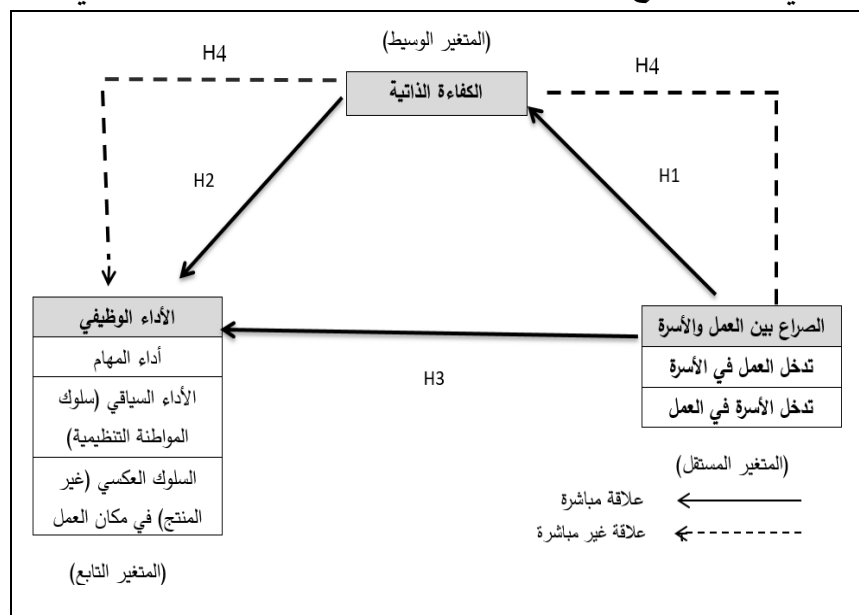 (المتغير الوسيط)
H4
H4
الكفاءة الذاتية
H2
H1
الأداء الوظيفي
أداء المهام
الأداء السياقي (سلوك
المواطنة التنظيمية)
السلوك العكسي (غير
المنتج) في مكان العمل
(المتغير التابع)
H3
الصراع بين العمل والأسرة
تدخل العمل في الأسرة
تدخل الأسرة في العمل
(المتغير المستقل)
علاقة مباشرة
علاقة غير مباشرة